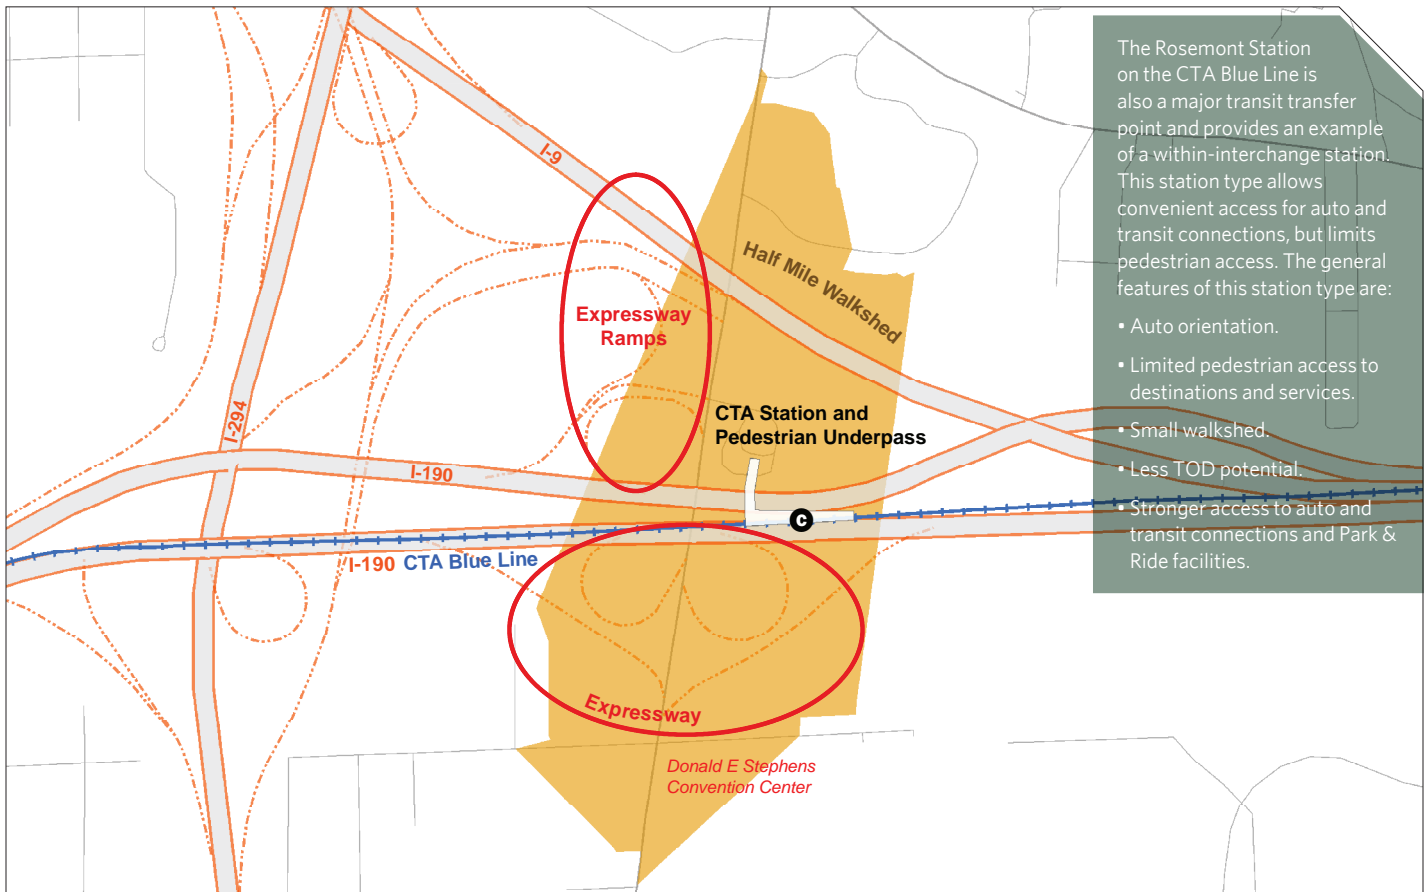 The Rosemont Station
on the CTA Blue Line is
also a major transit transfer
point and provides an example
of a within-interchange station.
This station type allows
convenient access for auto and
transit connections, but limits
pedestrian access. The general
features of this station type are:
• Auto orientation.
• Limited pedestrian access to
destinations and services.
• Small walkshed.
• Less TOD potential.
• Stronger access to auto and
transit connections and Park &
Ride facilities.
I-9
Half Mile Walkshed
Expressway
Ramps
CTA Station and
Pedestrian Underpass
I-294
I-190
C
I-190 CTA Blue Line
Expressway
Donald E Stephens
Convention Center